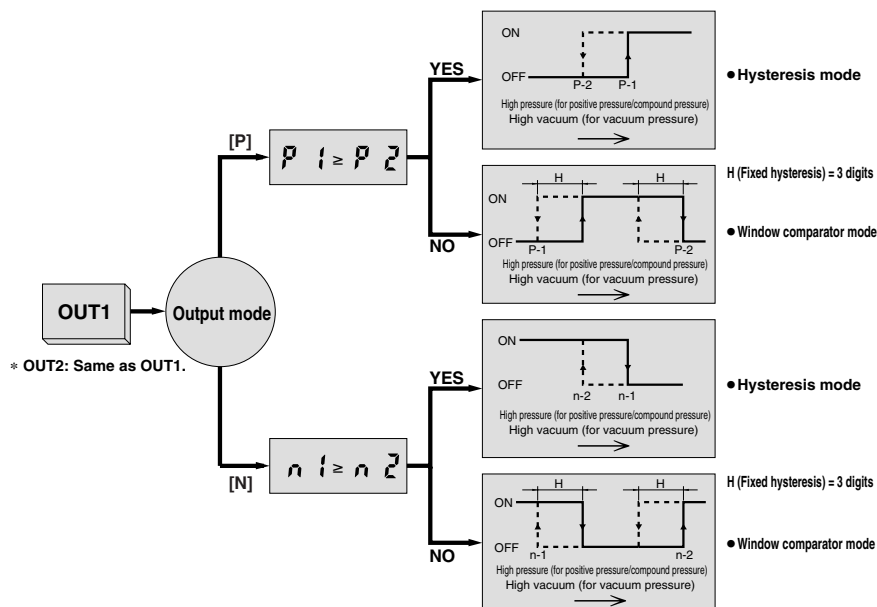 OUT1
* OUT2: Same as OUT1.
Output mode
[P]
P 1 ≥ P 2
YES
ON
OFF
P-2 P-1
High pressure (for positive pressure/compound pressure)
High vacuum (for vacuum pressure)
● Hysteresis mode
NO
H H
ON
OFF
P-1 P-2
High pressure (for positive pressure/compound pressure)
High vacuum (for vacuum pressure)
H (Fixed hysteresis) = 3 digits
● Window comparator mode
[N]
n 1 ≥ n 2
YES
ON
OFF
n-2 n-1
High pressure (for positive pressure/compound pressure)
High vacuum (for vacuum pressure)
● Hysteresis mode
NO
H H
ON
OFF
n-1 n-2
High pressure (for positive pressure/compound pressure)
High vacuum (for vacuum pressure)
H (Fixed hysteresis) = 3 digits
● Window comparator mode